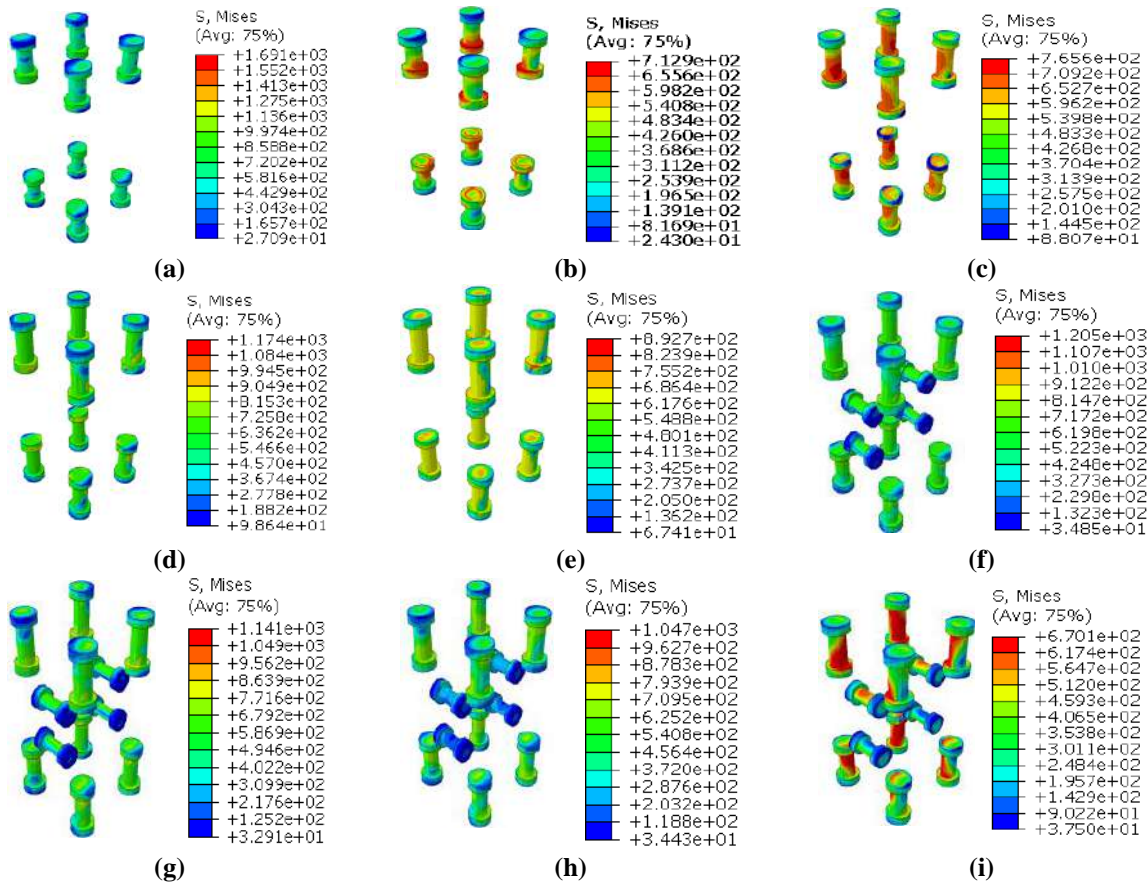 S, Mises
(Avg: 75%)
+1.691e+03
+1.552e+03
+1.413e+03
+1.275e+03
+1.136e+03
+9.974e+02
+8.588e+02
+7.202e+02
+5.816e+02
+4.429e+02
+3.043e+02
+1.657e+02
+2.709e+01
(a)
S, Mises
(Avg: 75%)
+7.129e+02
+6.556e+02
+5.982e+02
+5.408e+02
+4.834e+02
+4.260e+02
+3.686e+02
+3.112e+02
+2.539e+02
+1.965e+02
+1.391e+02
+8.169e+01
+2.430e+01
(b)
S, Mises
(Avg: 75%)
+7.656e+02
+7.092e+02
+6.527e+02
+5.962e+02
+5.398e+02
+4.833e+02
+4.268e+02
+3.704e+02
+3.139e+02
+2.575e+02
+2.010e+02
+1.445e+02
+8.807e+01
(c)
S, Mises
(Avg: 75%)
+1.174e+03
+1.084e+03
+9.945e+02
+9.049e+02
+8.153e+02
+7.258e+02
+6.362e+02
+5.466e+02
+4.570e+02
+3.674e+02
+2.778e+02
+1.882e+02
+9.864e+01
(d)
S, Mises
(Avg: 75%)
+8.927e+02
+8.239e+02
+7.552e+02
+6.864e+02
+6.176e+02
+5.488e+02
+4.801e+02
+4.113e+02
+3.425e+02
+2.737e+02
+2.050e+02
+1.362e+02
+6.741e+01
(e)
S, Mises
(Avg: 75%)
+1.205e+03
+1.107e+03
+1.010e+03
+9.122e+02
+8.147e+02
+7.172e+02
+6.198e+02
+5.223e+02
+4.248e+02
+3.273e+02
+2.298e+02
+1.323e+02
+3.485e+01
(f)
S, Mises
(Avg: 75%)
+1.141e+03
+1.049e+03
+9.562e+02
+8.639e+02
+7.716e+02
+6.792e+02
+5.869e+02
+4.946e+02
+4.022e+02
+3.099e+02
+2.176e+02
+1.252e+02
+3.291e+01
(g)
S, Mises
(Avg: 75%)
+1.047e+03
+9.627e+02
+8.783e+02
+7.939e+02
+7.095e+02
+6.252e+02
+5.408e+02
+4.564e+02
+3.720e+02
+2.876e+02
+2.032e+02
+1.188e+02
+3.443e+01
(h)
S, Mises
(Avg: 75%)
+6.701e+02
+6.174e+02
+5.647e+02
+5.120e+02
+4.593e+02
+4.065e+02
+3.538e+02
+3.011e+02
+2.484e+02
+1.957e+02
+1.429e+02
+9.022e+01
+3.750e+01
(i)